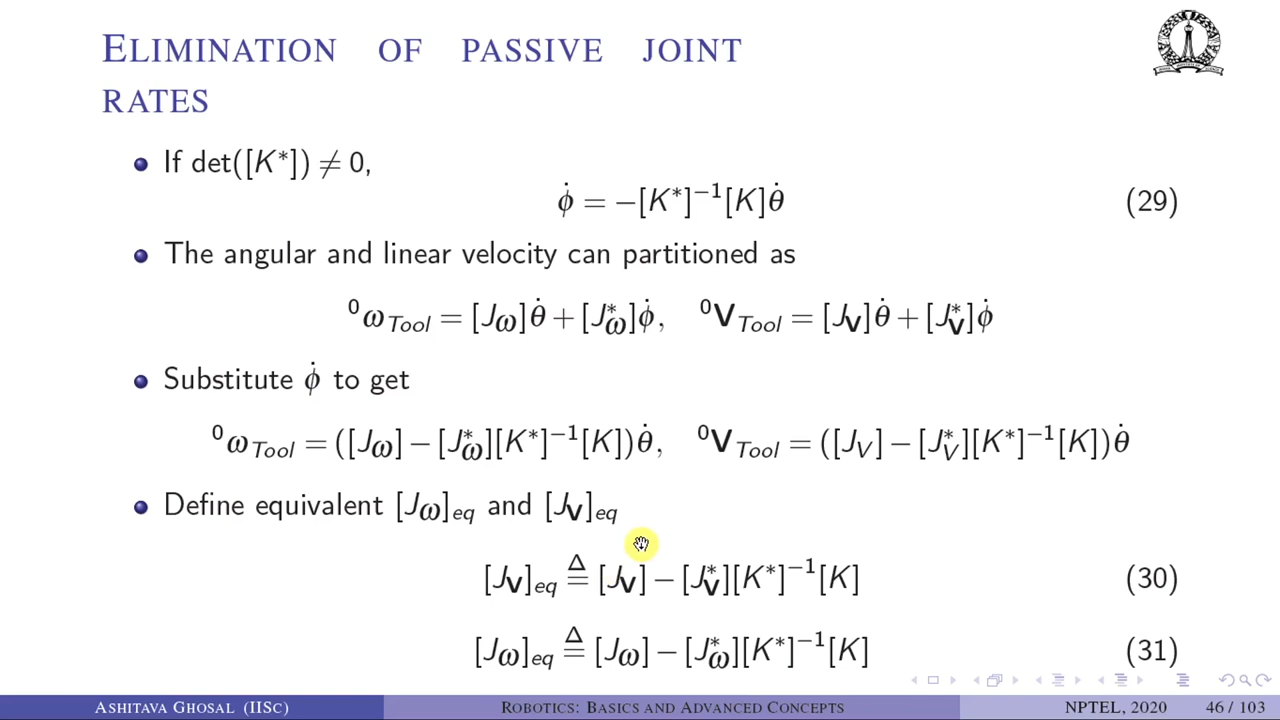 ELIMINATION OF PASSIVE JOINT
RATES
If det([K*]) ≠ 0,
φ̇ = −[K*]⁻¹[K]θ̇ (29)
The angular and linear velocity can partitioned as
⁰ω_Tool = [J_ω]θ̇ + [J*_ω]φ̇, ⁰V_Tool = [J_V]θ̇ + [J*_V]φ̇
Substitute φ̇ to get
⁰ω_Tool = ([J_ω] − [J*_ω][K*]⁻¹[K])θ̇, ⁰V_Tool = ([J_V] − [J*_V][K*]⁻¹[K])θ̇
Define equivalent [J_ω]_eq and [J_V]_eq
[J_V]_eq ≜ [J_V] − [J*_V][K*]⁻¹[K] (30)
[J_ω]_eq ≜ [J_ω] − [J*_ω][K*]⁻¹[K] (31)
ASHITAVA GHOSAL (IISC) ROBOTICS: BASICS AND ADVANCED CONCEPTS NPTEL, 2020 46 / 103